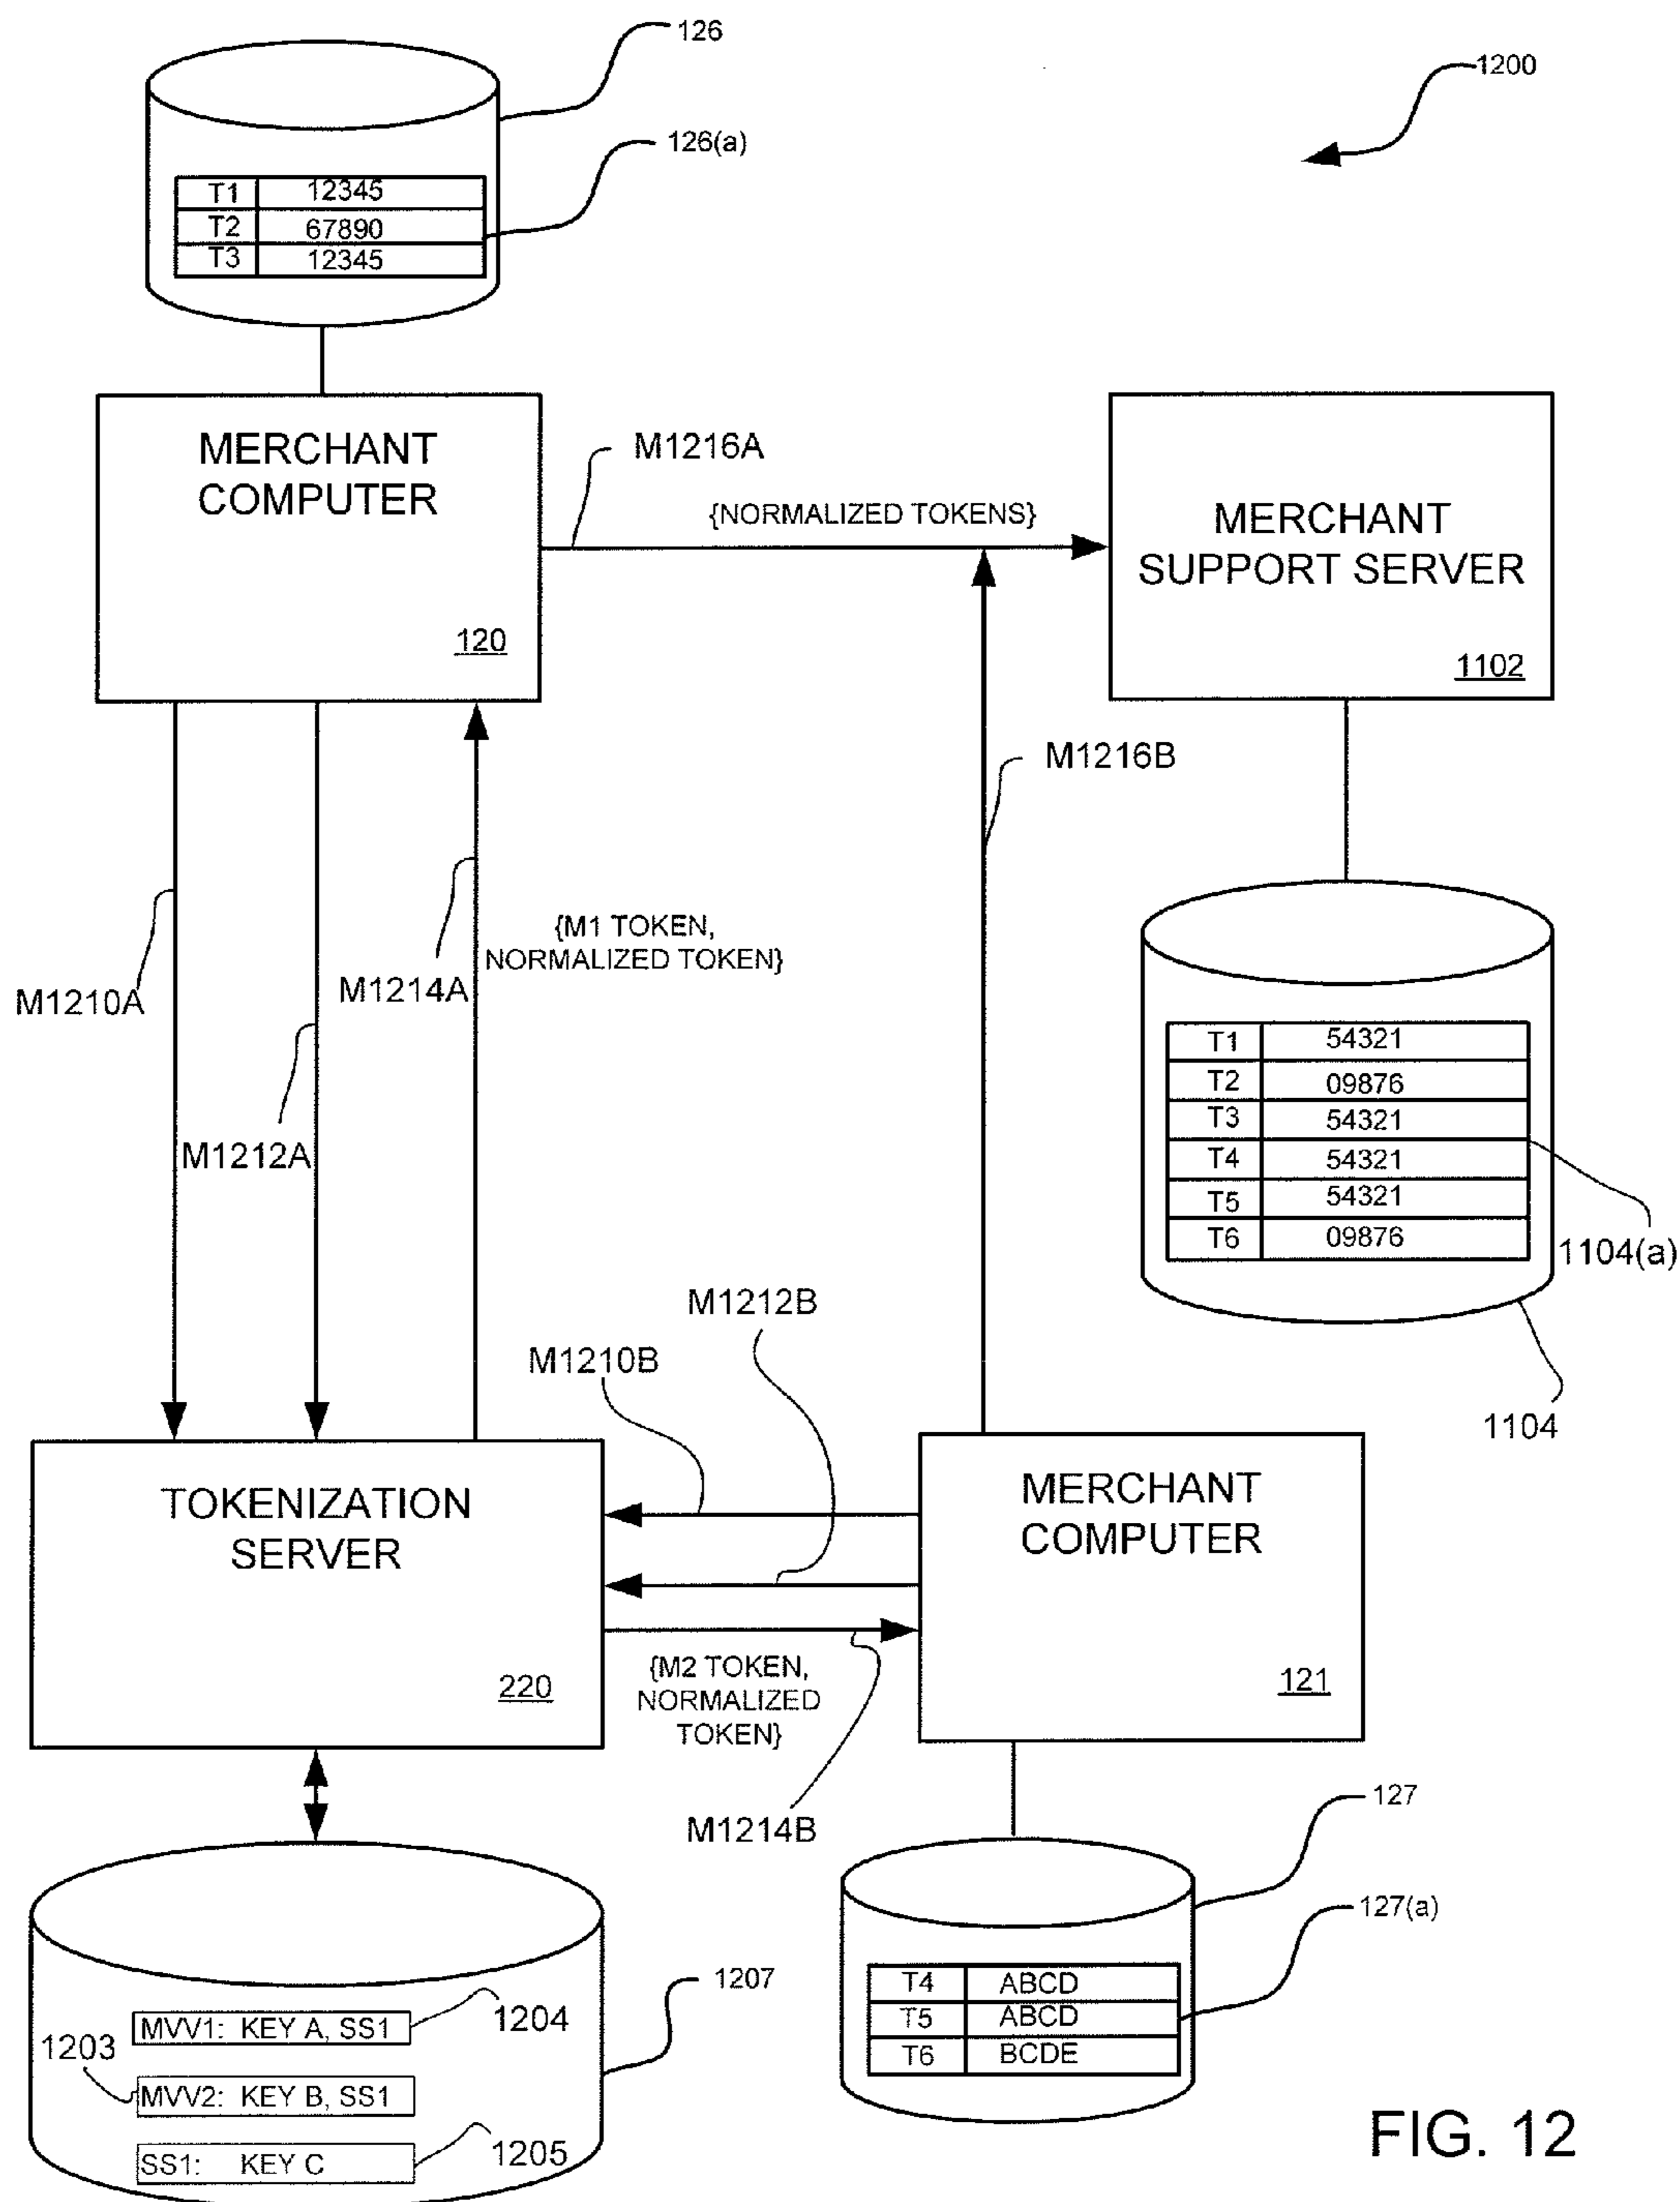 126
1200
126(a)
T1 12345
T2 67890
T3 12345
MERCHANT
COMPUTER
120
M1216A
{NORMALIZED TOKENS}
MERCHANT
SUPPORT SERVER
1102
M1216B
M1210A
M1212A
M1214A
{M1 TOKEN,
NORMALIZED TOKEN}
T1 54321
T2 09876
T3 54321
T4 54321
T5 54321
T6 09876
1104(a)
1104
M1212B
M1210B
TOKENIZATION
SERVER
220
MERCHANT
COMPUTER
121
{M2 TOKEN,
NORMALIZED
TOKEN}
M1214B
127
127(a)
T4 ABCD
T5 ABCD
T6 BCDE
1207
1204
MVV1: KEY A, SS1
1203
MVV2: KEY B, SS1
1205
SS1: KEY C
FIG. 12